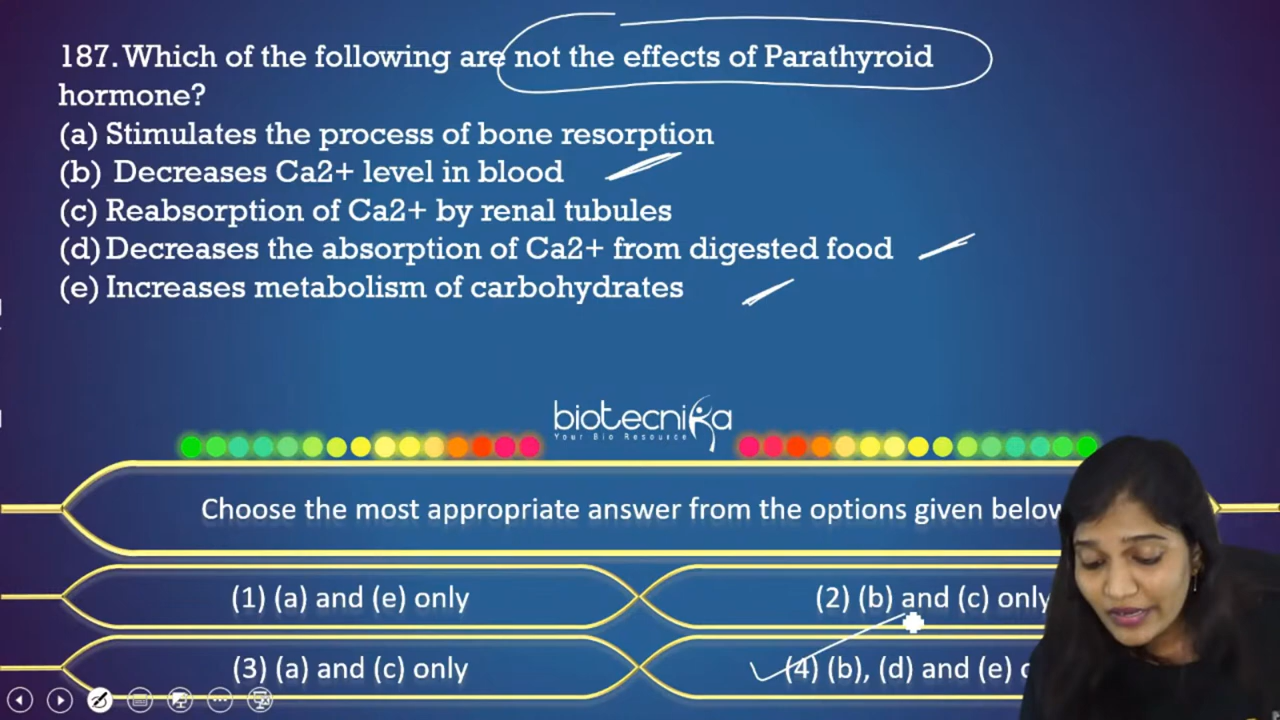 187. Which of the following are not the effects of Parathyroid
hormone?
(a) Stimulates the process of bone resorption
(b) Decreases Ca2+ level in blood
(c) Reabsorption of Ca2+ by renal tubules
(d) Decreases the absorption of Ca2+ from digested food
(e) Increases metabolism of carbohydrates
biotecnika
Your Bio Resource
Choose the most appropriate answer from the options given below
(1) (a) and (e) only
(2) (b) and (c) only
(3) (a) and (c) only
(4) (b), (d) and (e)